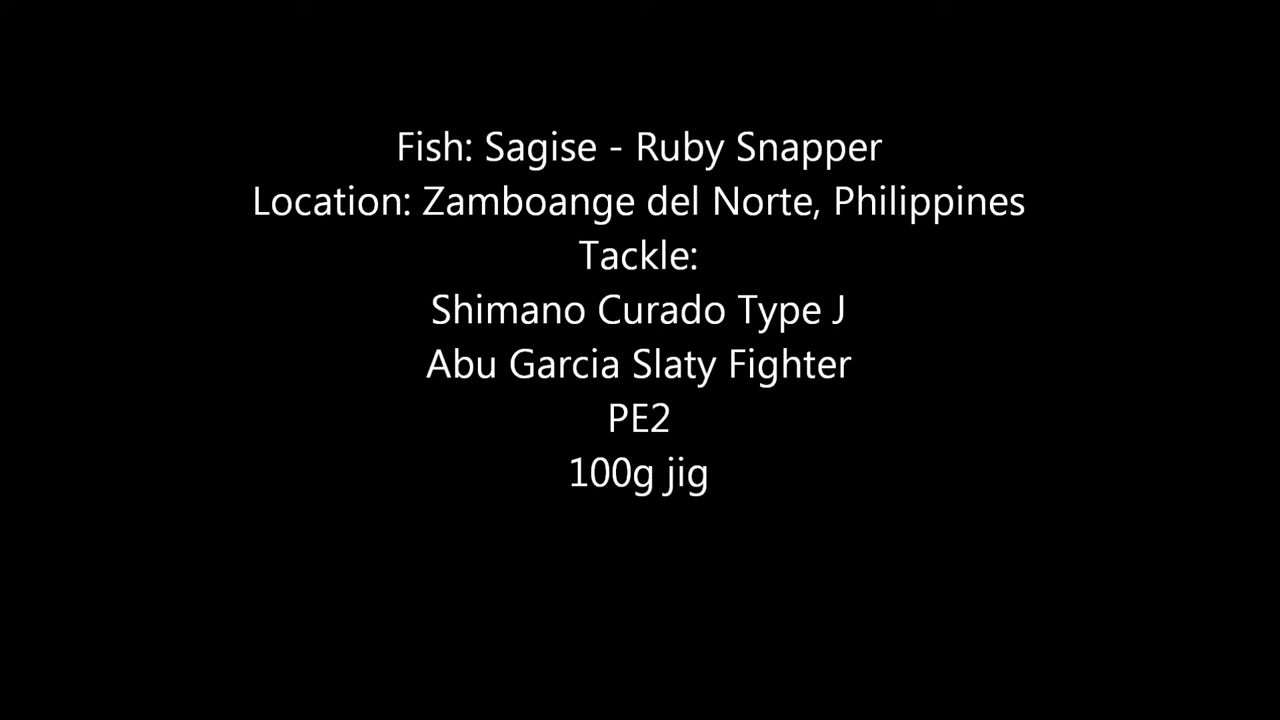 Fish: Sagise - Ruby Snapper
Location: Zamboange del Norte, Philippines
Tackle:
Shimano Curado Type J
Abu Garcia Slaty Fighter
PE2
100g jig